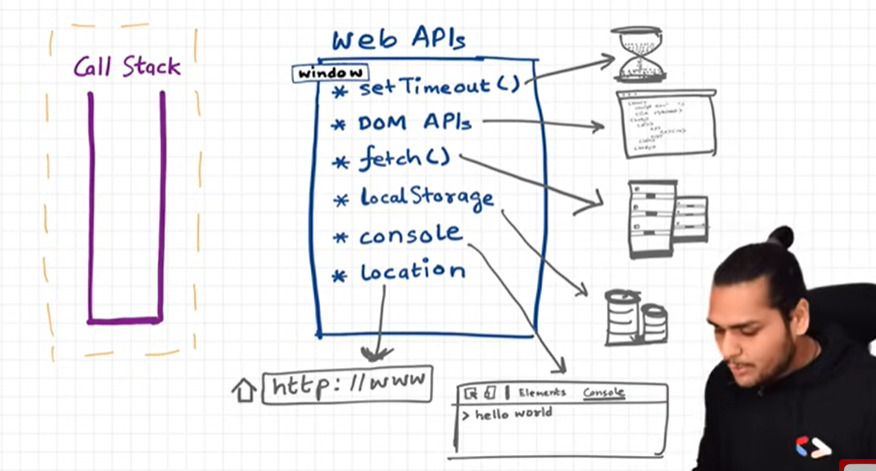 Call Stack
Web APIs
window
* setTimeout()
* DOM APIs
* fetch()
* localStorage
* console
* location
http://www
Elements Console
> hello world